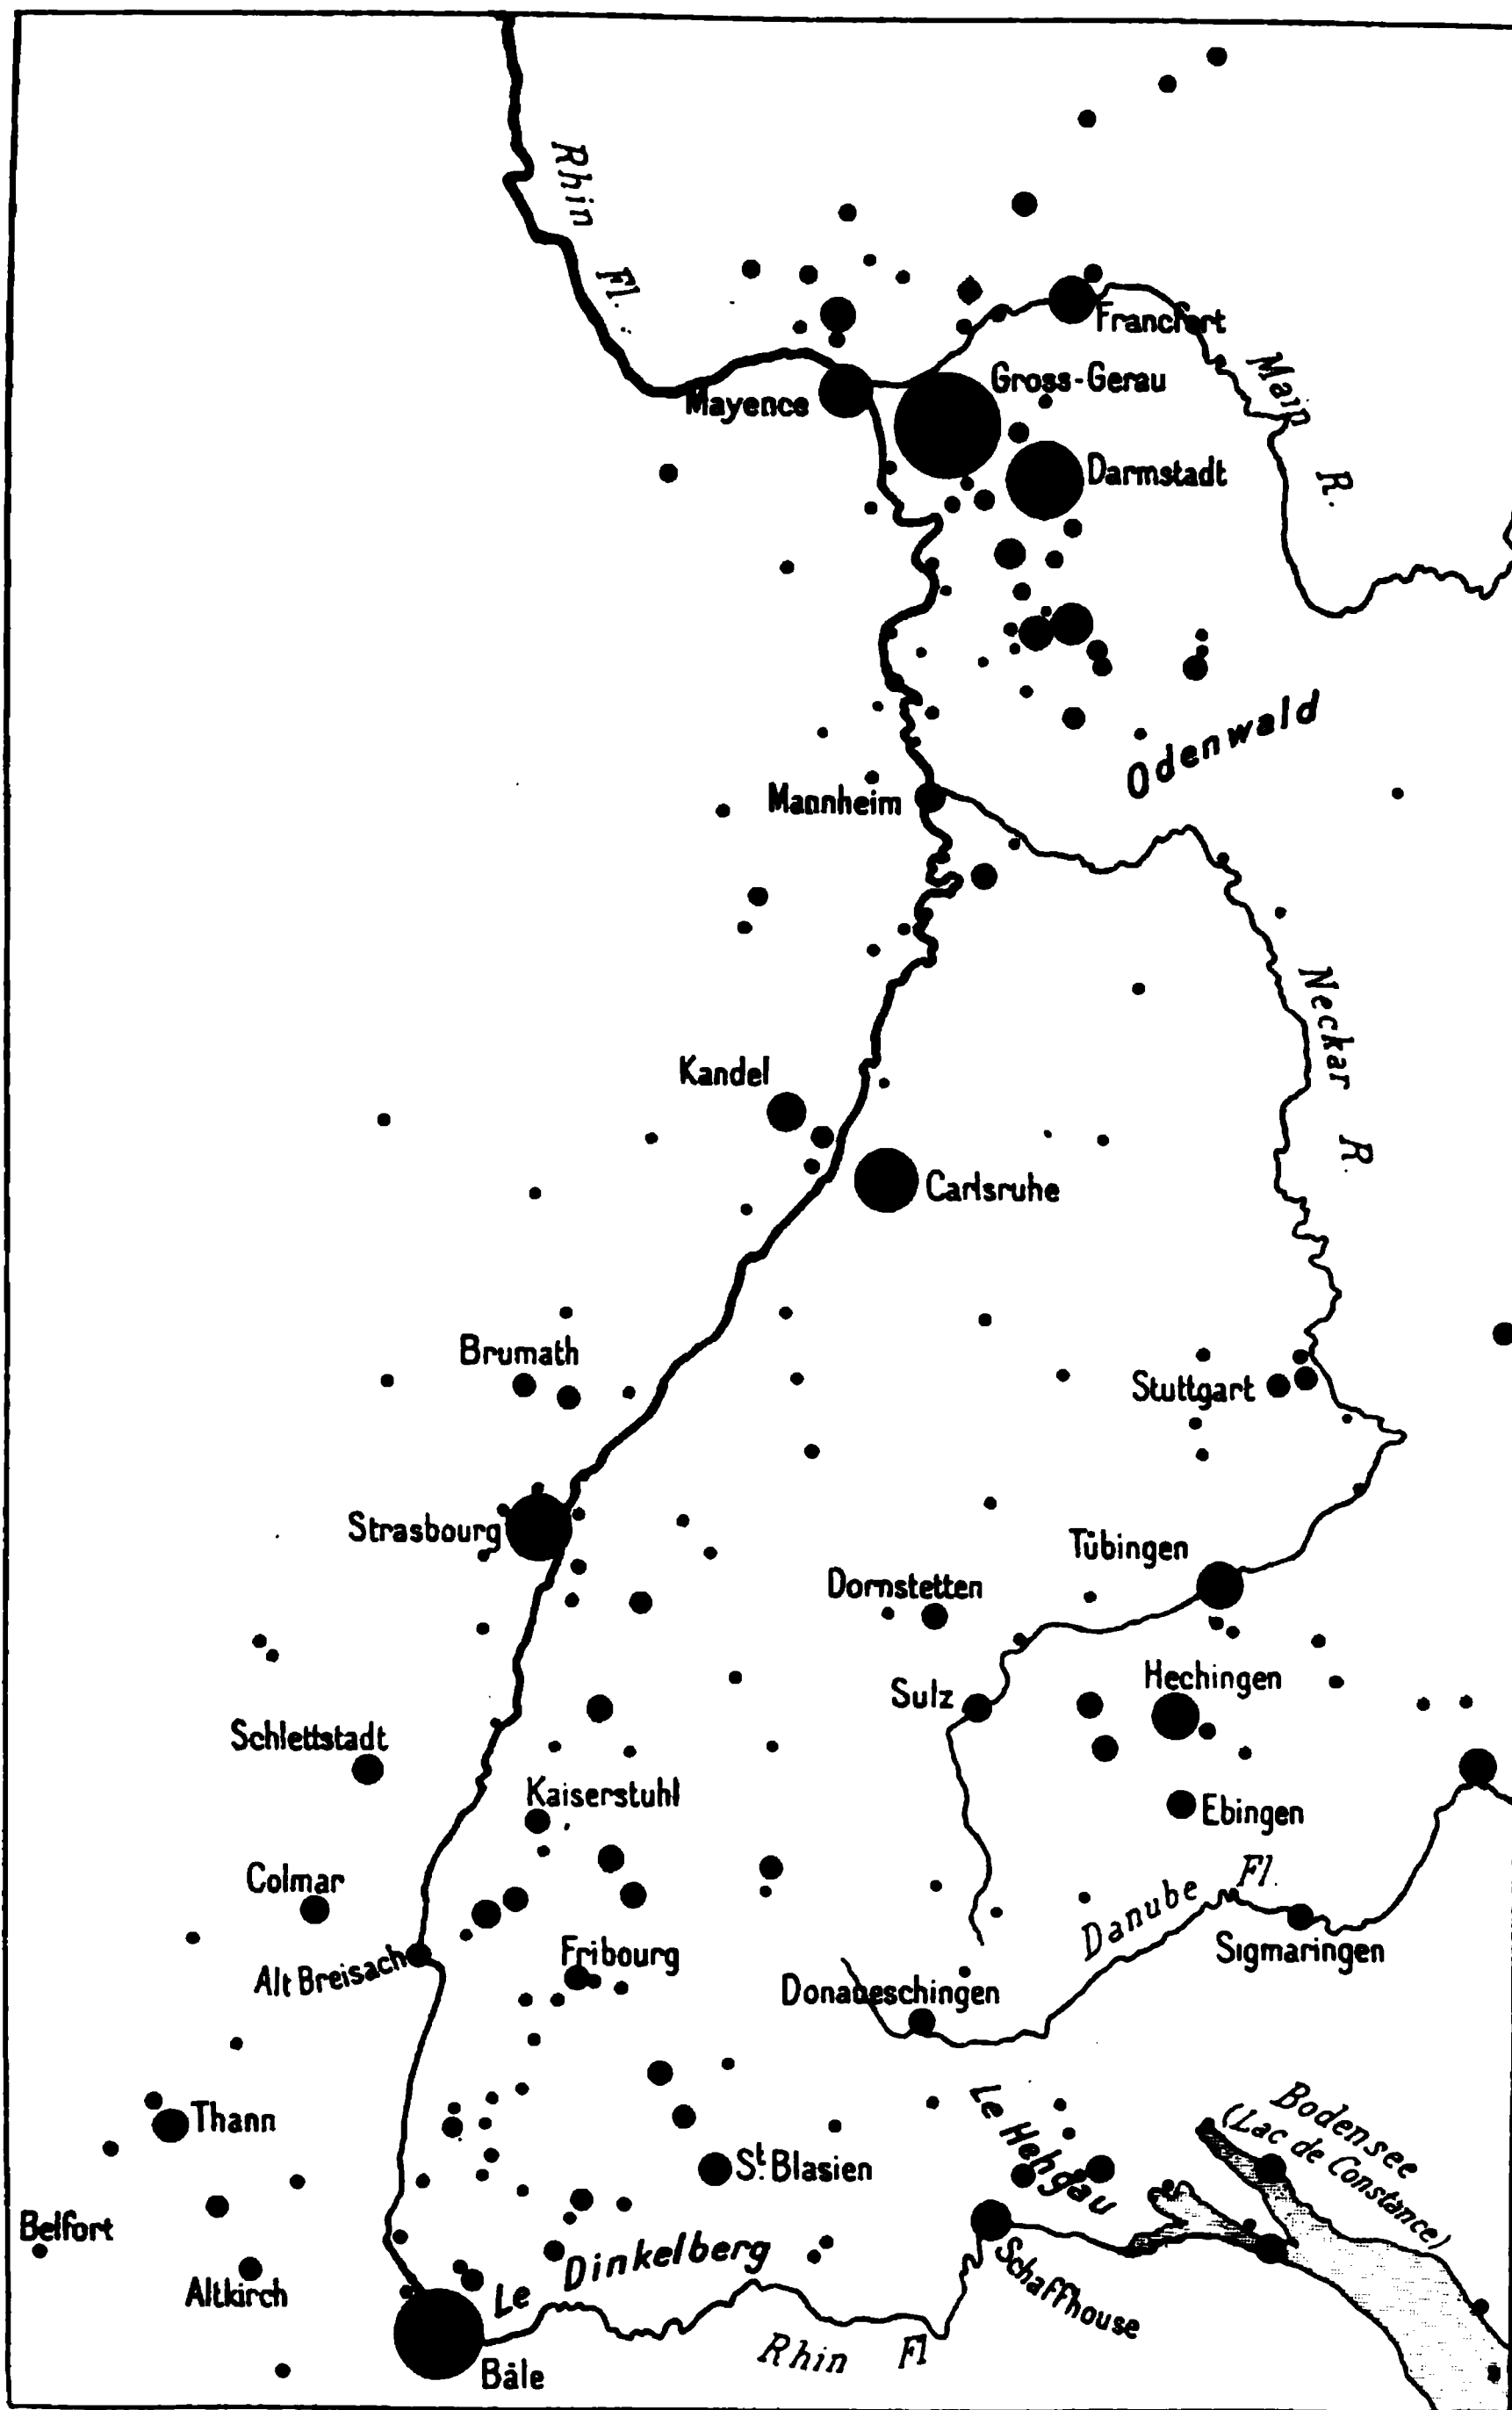 Rhin Fl.
Francfort
Mayence
Gross-Gerau
Main R.
Darmstadt
Odenwald
Mannheim
Neckar R.
Kandel
Carlsruhe
Brumath
Stuttgart
Strasbourg
Tübingen
Dornstetten
Hechingen
Sulz
Schlettstadt
Kaiserstuhl
Ebingen
Colmar
Danube Fl.
Alt Breisach
Fribourg
Sigmaringen
Donaueschingen
Thann
Le Hehgau
Bodensee
(Lac de Constance)
St. Blasien
Belfort
Altkirch
Le Dinkelberg
Schaffhouse
Rhin Fl
Bâle